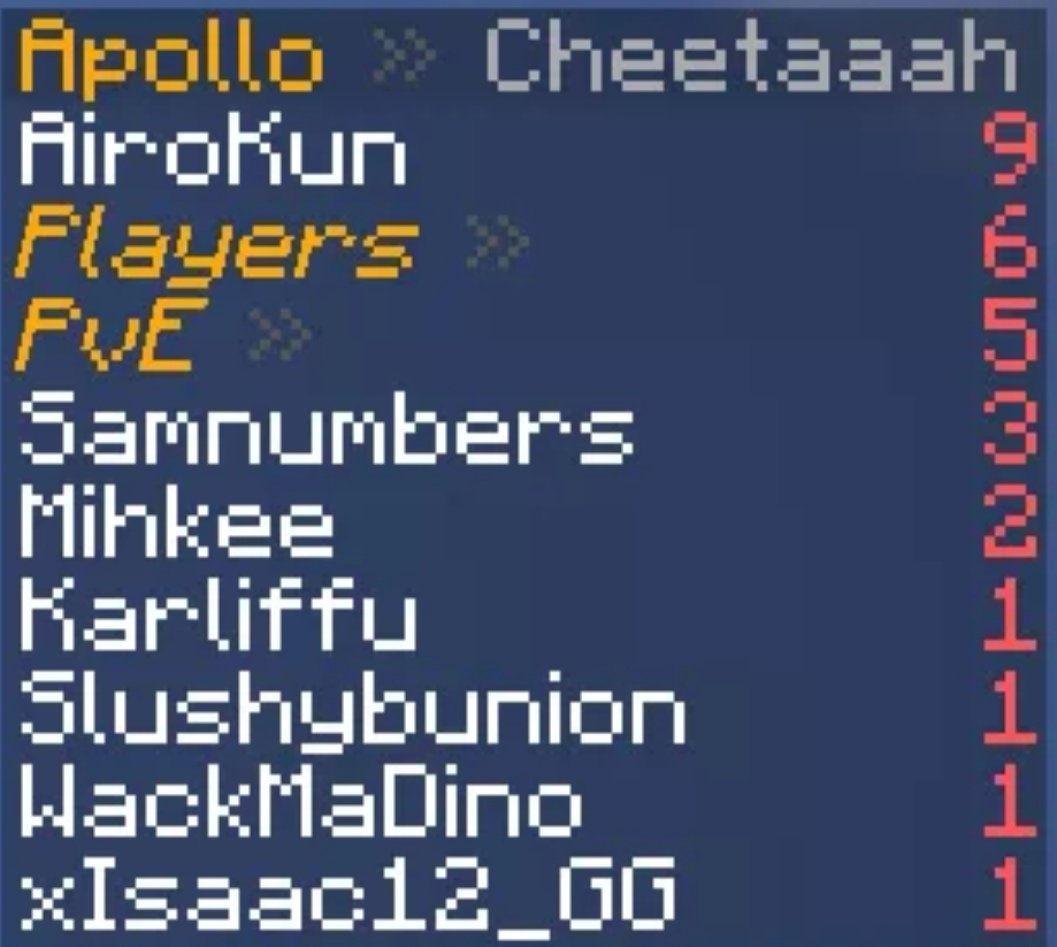 Apollo » Cheetaaah
AiroKun 9
Players » 6
PvE » 5
Samnumbers 3
Mihkee 2
Karliffu 1
Slushybunion 1
WackMaDino 1
xIsaac12_GG 1